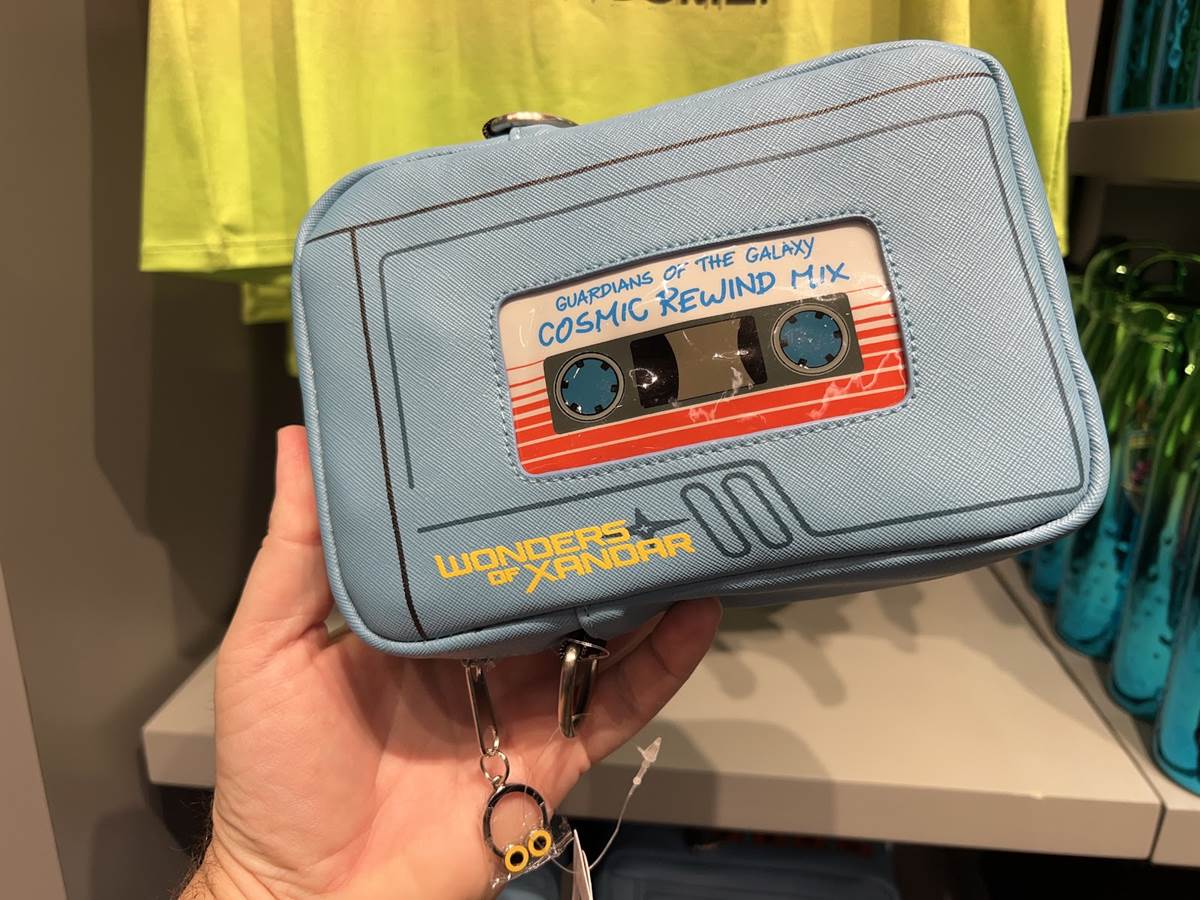 GUARDIANS OF THE GALAXY
COSMIC REWIND MIX
WONDERS
OF XANDAR